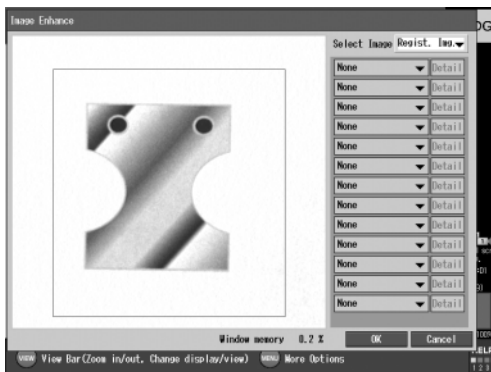 Image Enhance
Select Image Regist. Img.
None Detail
None Detail
None Detail
None Detail
None Detail
None Detail
None Detail
None Detail
None Detail
None Detail
None Detail
None Detail
None Detail
Window memory 0.2 %
OK Cancel
VIEW View Bar(Zoom in/out, Change display/view) MENU More Options